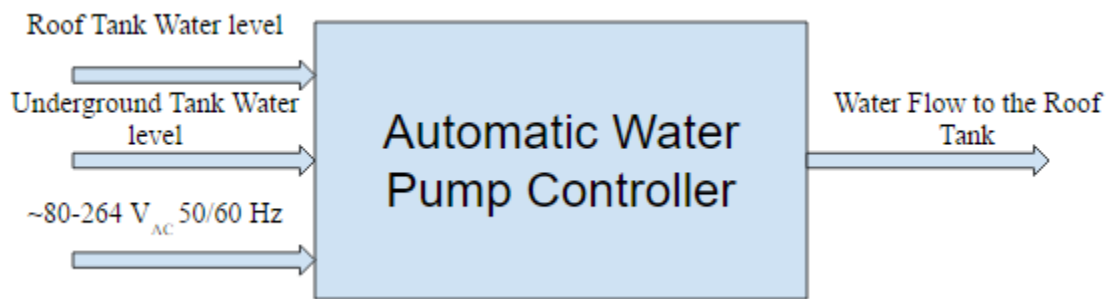 Roof Tank Water level
Underground Tank Water
level
~80-264 V AC 50/60 Hz
Automatic Water
Pump Controller
Water Flow to the Roof
Tank